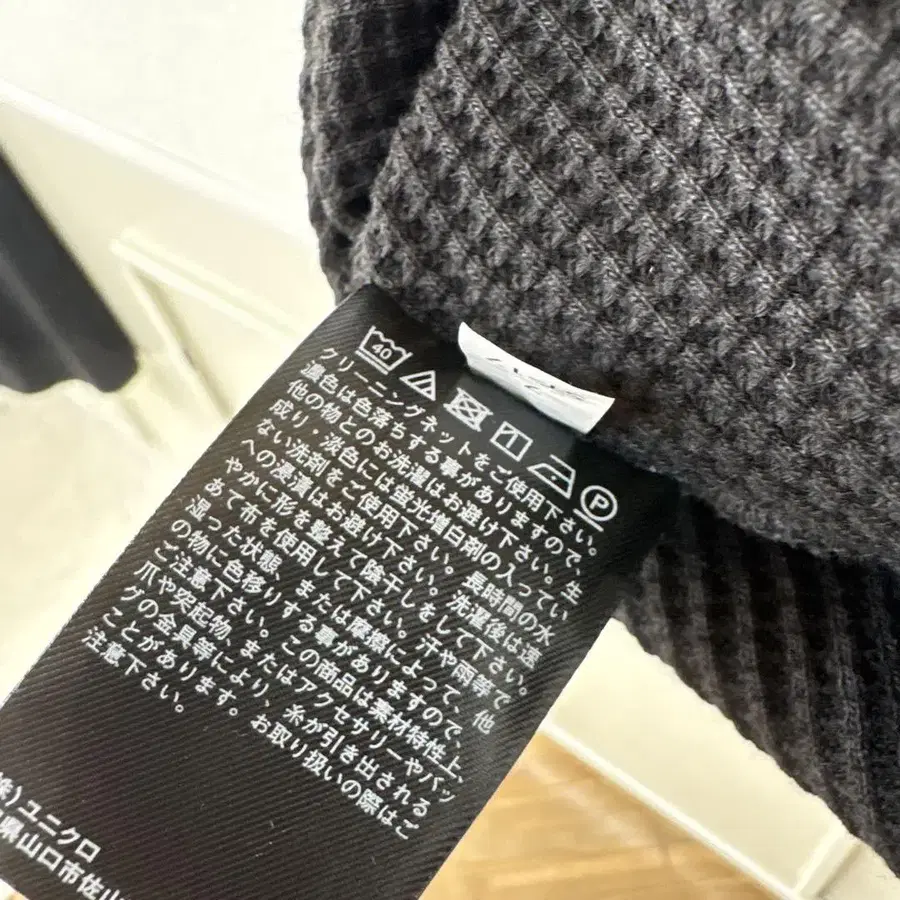 40
P
クリーニングネットをご使用下さい。
濃色は色落ちする事がありますので、
他の物とのお洗濯はお避け下さい。生
成り・淡色には蛍光増白剤の入ってい
ない洗剤をご使用下さい。長時間の水
への浸漬はお避け下さい。洗濯後は速
やかに形を整えて陰干しをして下さい。
あて布を使用して下さい。汗や雨等で
湿った状態、または摩擦によって、他
の物に色移りする事がありますので、
ご注意下さい。この商品は素材特性上、
爪や突起物、またはアクセサリーやバッ
グの金具等により、糸が引き出される
ことがあります。お取り扱いの際はご
注意下さい。
株)ユニクロ
県山口市佐山